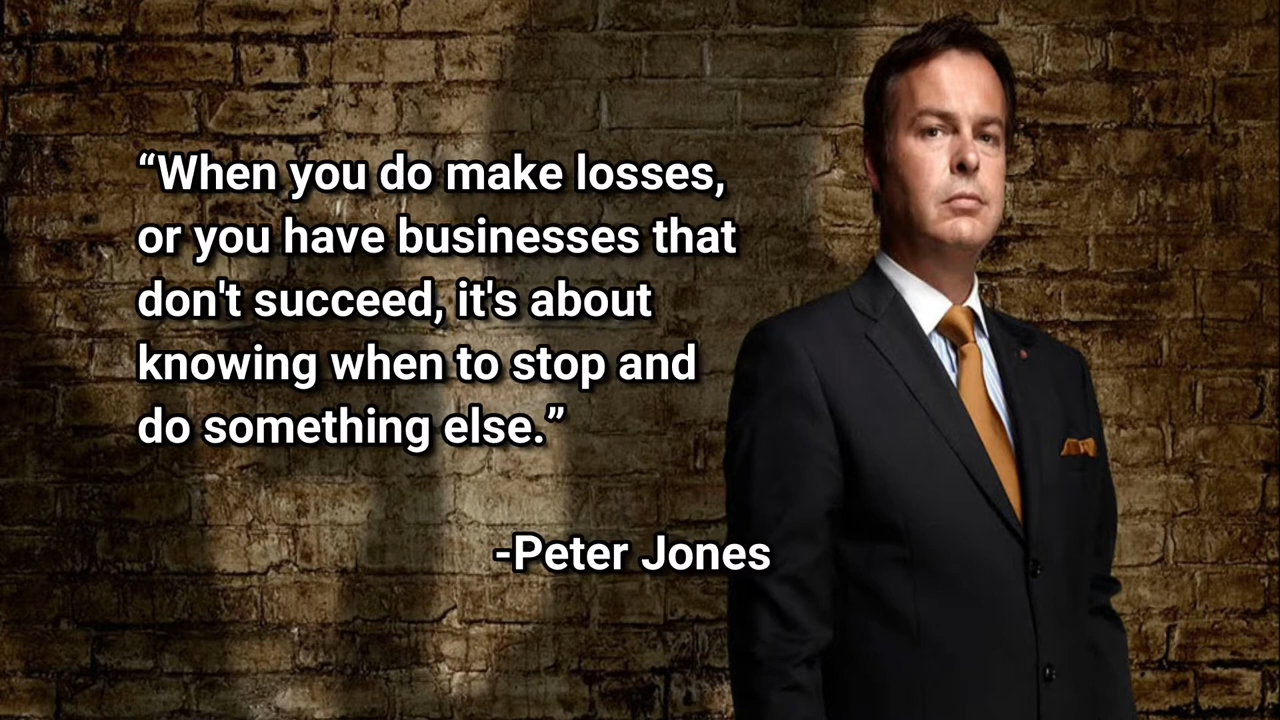 “When you do make losses,
or you have businesses that
don't succeed, it's about
knowing when to stop and
do something else.”
-Peter Jones